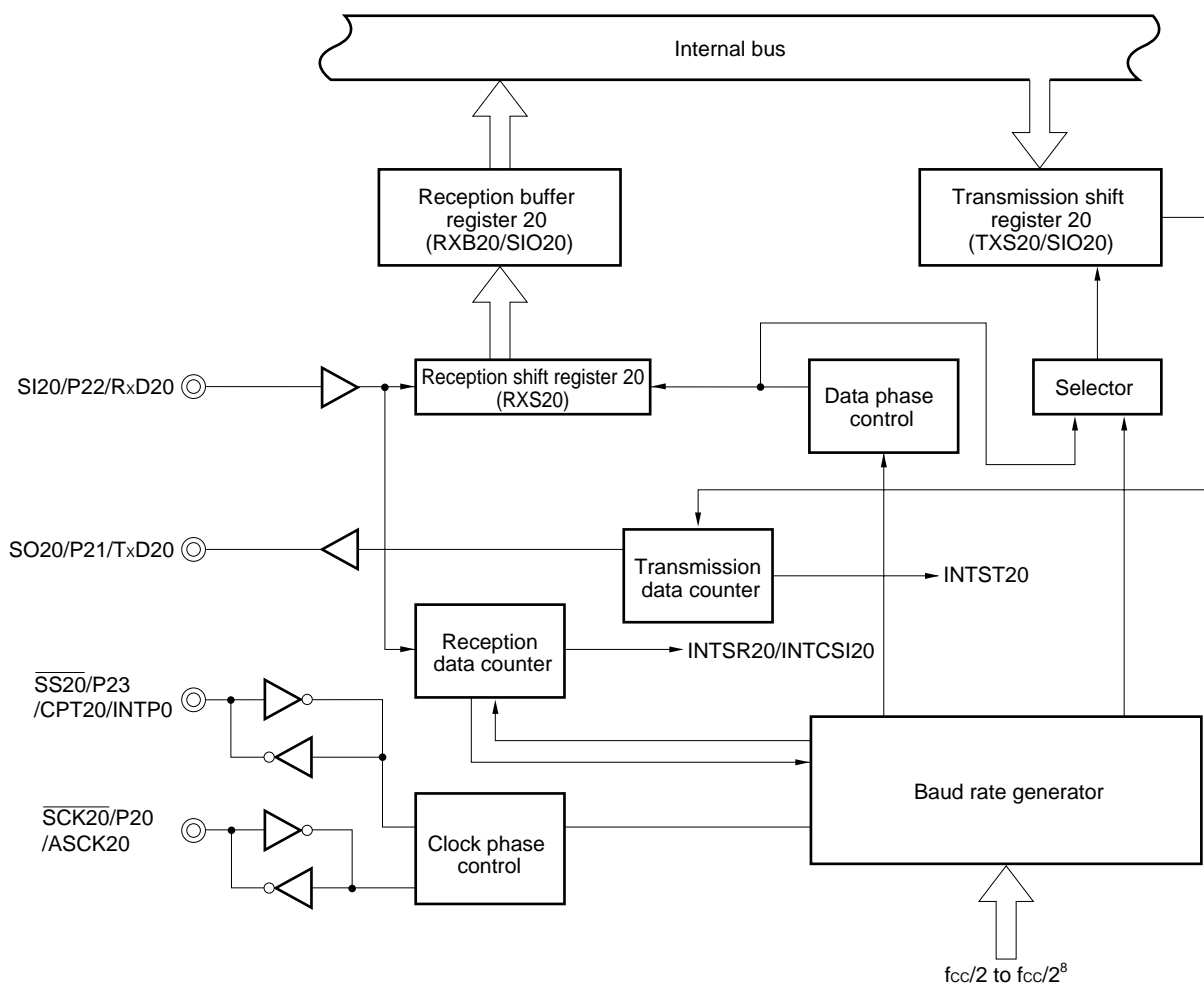 Internal bus
Reception buffer
register 20
(RXB20/SIO20)
Transmission shift
register 20
(TXS20/SIO20)
SI20/P22/RxD20
Reception shift register 20
(RXS20)
Data phase
control
Selector
SO20/P21/TxD20
Transmission
data counter
INTST20
Reception
data counter
INTSR20/INTCSI20
SS20/P23
/CPT20/INTP0
Baud rate generator
SCK20/P20
/ASCK20
Clock phase
control
fcc/2 to fcc/2⁸